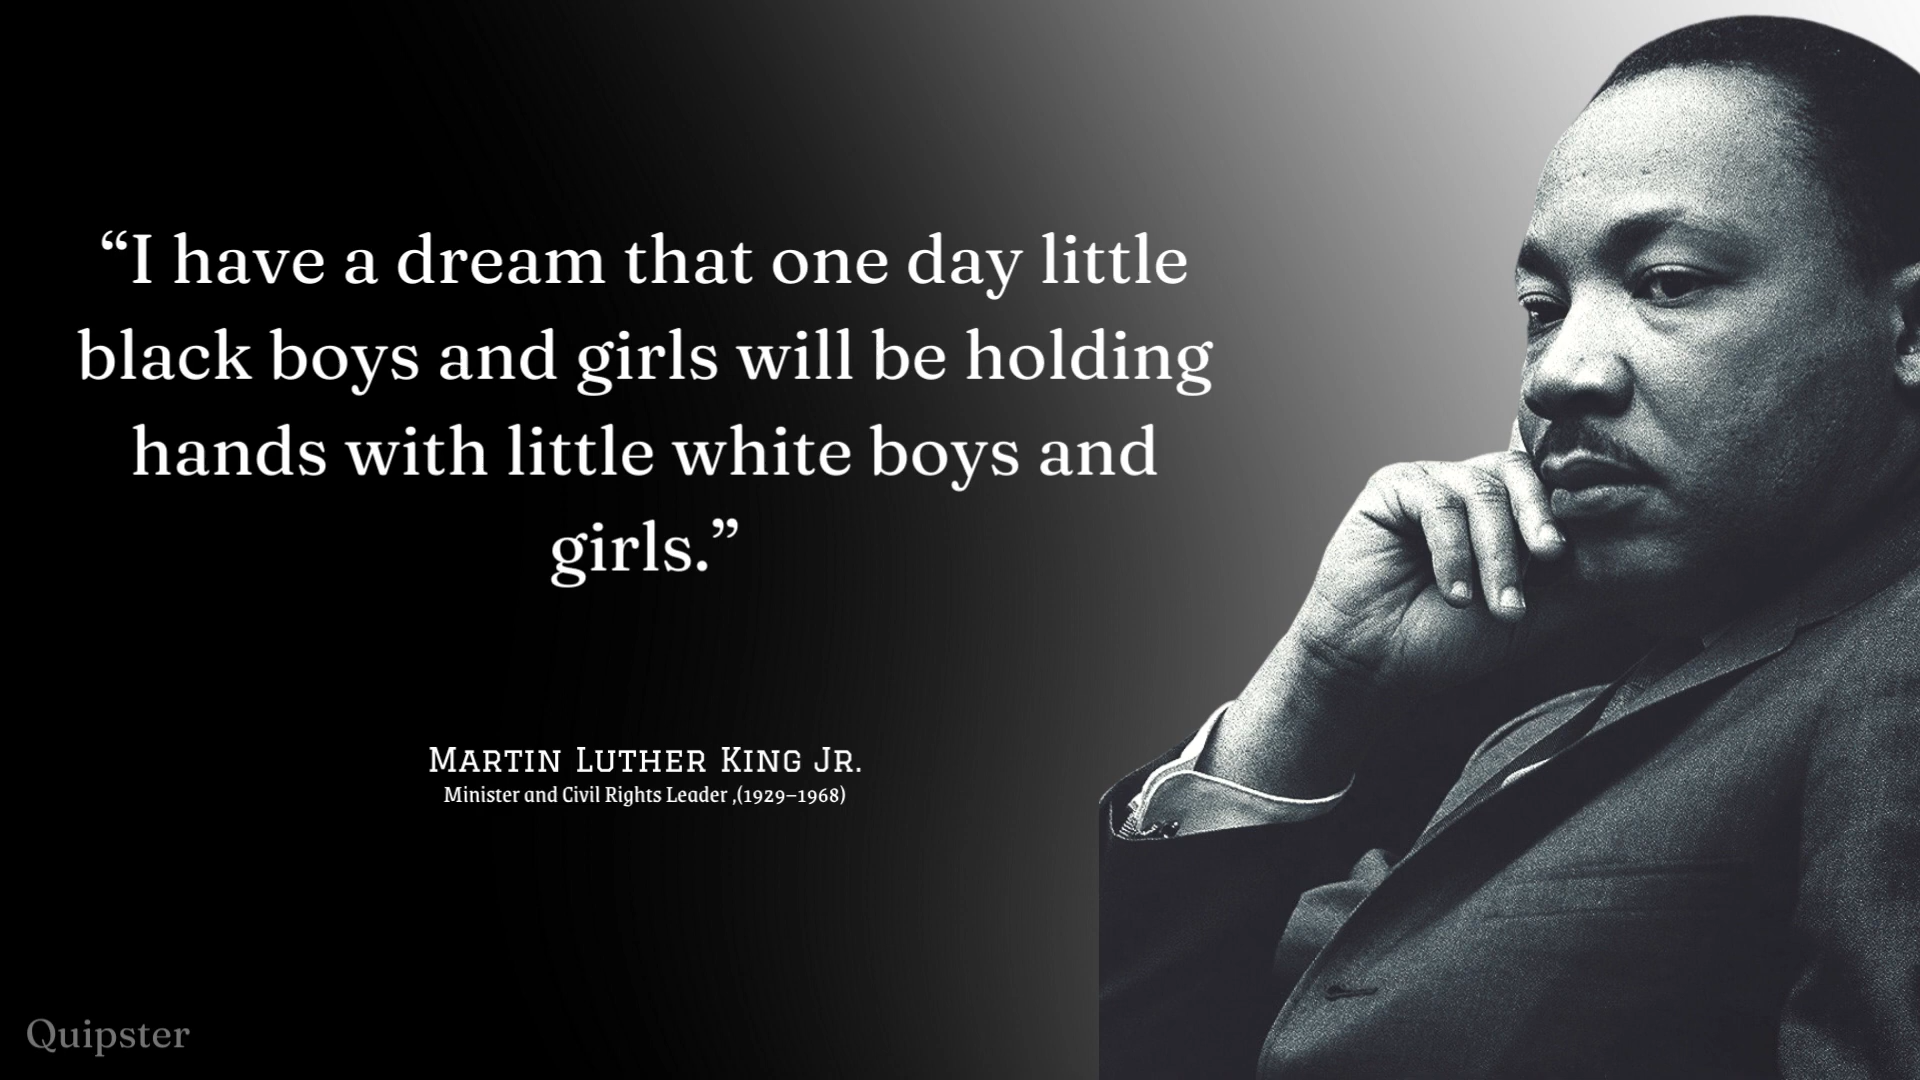 “I have a dream that one day little
black boys and girls will be holding
hands with little white boys and
girls.”
Martin Luther King Jr.
Minister and Civil Rights Leader ,(1929–1968)
Quipster